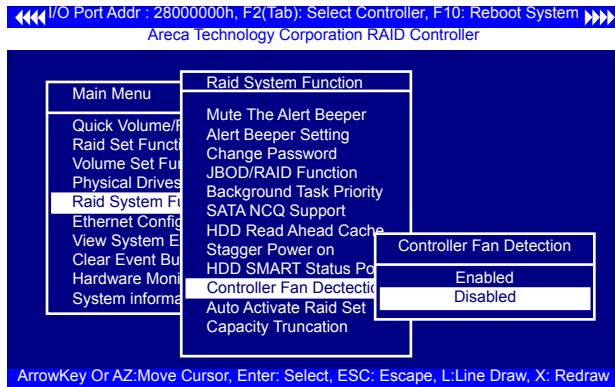 I/O Port Addr : 28000000h, F2(Tab): Select Controller, F10: Reboot System
Areca Technology Corporation RAID Controller
Main Menu
Quick Volume/
Raid Set Functi
Volume Set Fu
Physical Drives
Raid System Fu
Ethernet Config
View System E
Clear Event Bu
Hardware Moni
System informa
Raid System Function
Mute The Alert Beeper
Alert Beeper Setting
Change Password
JBOD/RAID Function
Background Task Priority
SATA NCQ Support
HDD Read Ahead Cache
Stagger Power on
HDD SMART Status Po
Controller Fan Dectectio
Auto Activate Raid Set
Capacity Truncation
Controller Fan Detection
Enabled
Disabled
ArrowKey Or AZ:Move Cursor, Enter: Select, ESC: Escape, L:Line Draw, X: Redraw